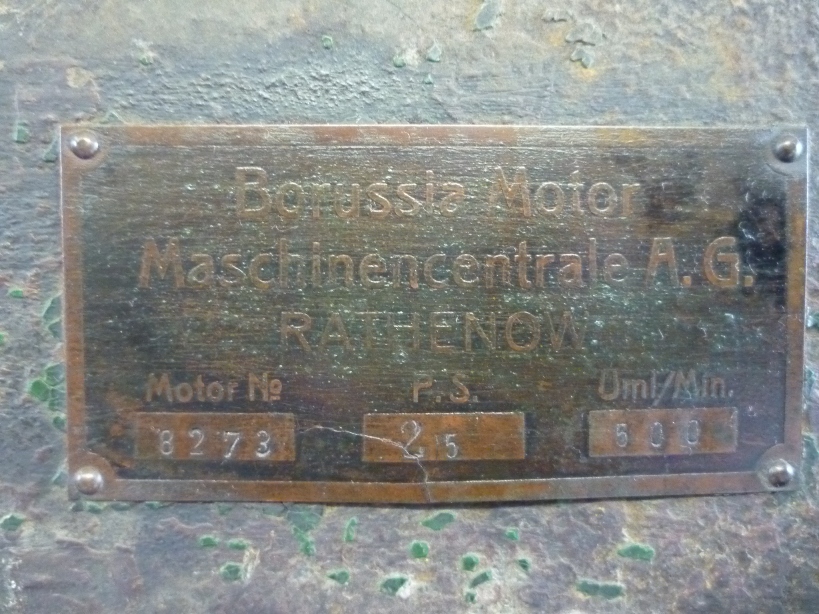 Borussia Motor
Maschinencentrale A.G.
RATHENOW
Motor № P.S. Uml/Min.
8273 25 500